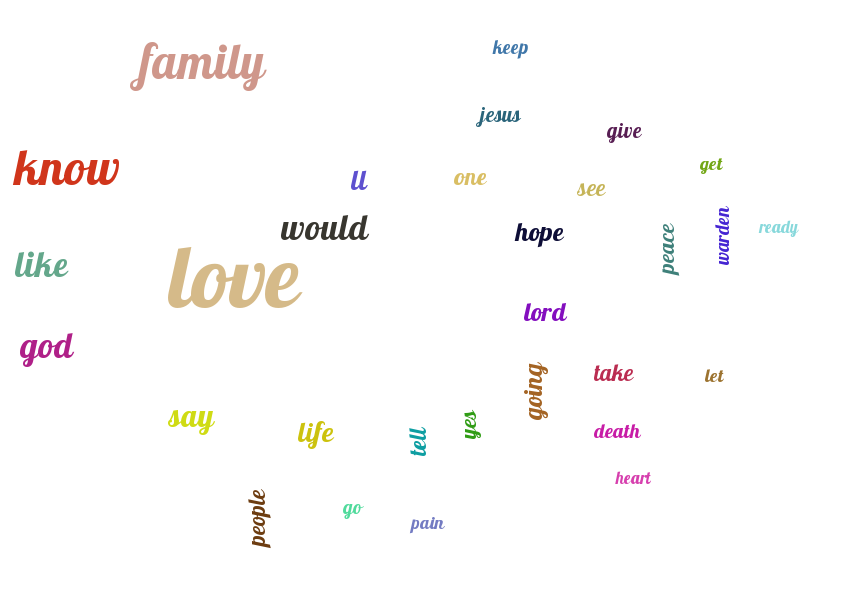 family
keep
jesus
give
know
u
one
see
get
would
hope
peace
warden
ready
like
love
lord
god
going
take
let
say
life
tell
yes
death
heart
people
go
pain